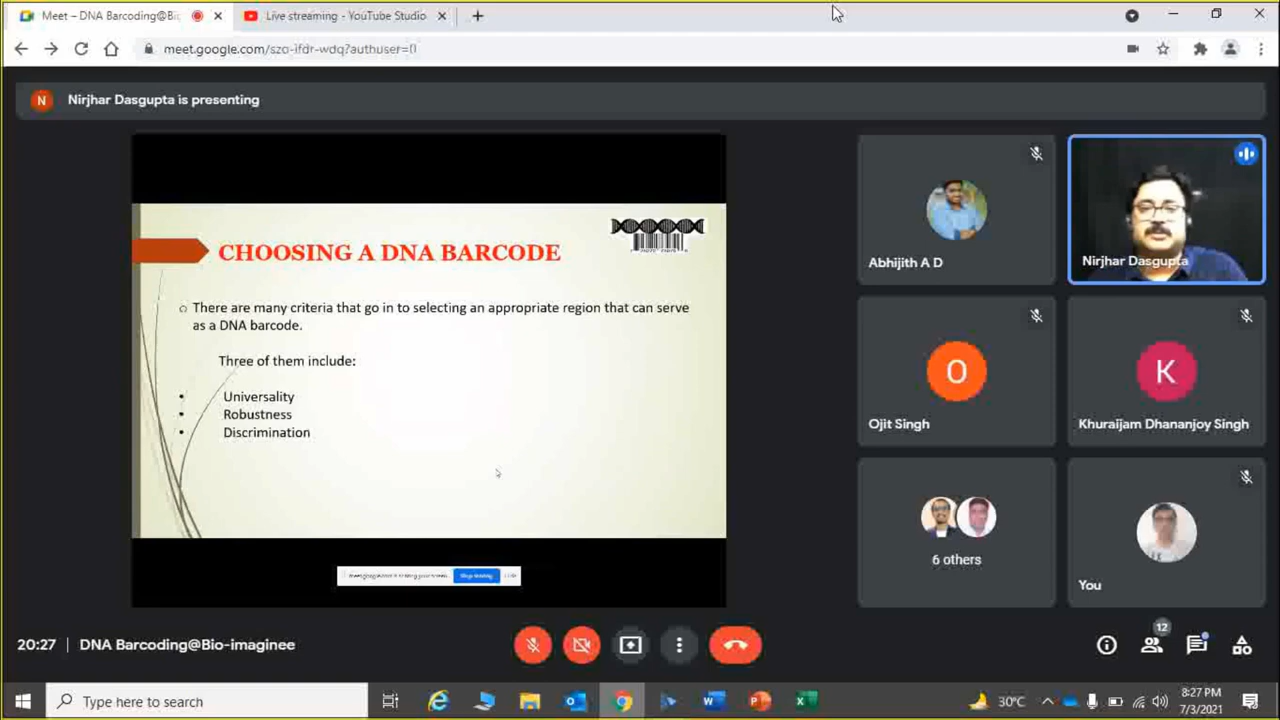 Meet – DNA Barcoding@Bio
Live streaming - YouTube Studio
meet.google.com/szo-ifdr-wdq?authuser=0
N
Nirjhar Dasgupta is presenting
CHOOSING A DNA BARCODE
There are many criteria that go in to selecting an appropriate region that can serve
as a DNA barcode.
Three of them include:
Universality
Robustness
Discrimination
Stop sharing
Hide
Abhijith A D
Nirjhar Dasgupta
O
Ojit Singh
K
Khuraijam Dhananjoy Singh
6 others
You
20:27 | DNA Barcoding@Bio-imaginee
12
Type here to search
30°C
8:27 PM
7/3/2021